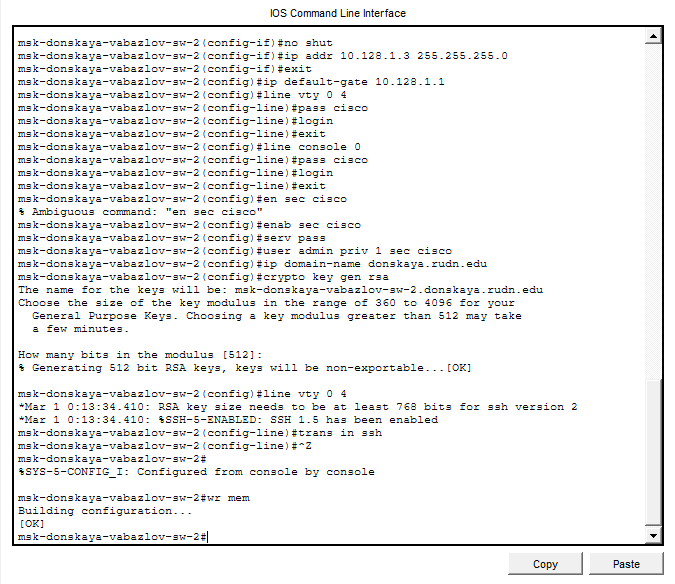 IOS Command Line Interface
msk-donskaya-vabazlov-sw-2(config-if)#no shut
msk-donskaya-vabazlov-sw-2(config-if)#ip addr 10.128.1.3 255.255.255.0
msk-donskaya-vabazlov-sw-2(config-if)#exit
msk-donskaya-vabazlov-sw-2(config)#ip default-gate 10.128.1.1
msk-donskaya-vabazlov-sw-2(config)#line vty 0 4
msk-donskaya-vabazlov-sw-2(config-line)#pass cisco
msk-donskaya-vabazlov-sw-2(config-line)#login
msk-donskaya-vabazlov-sw-2(config-line)#exit
msk-donskaya-vabazlov-sw-2(config)#line console 0
msk-donskaya-vabazlov-sw-2(config-line)#pass cisco
msk-donskaya-vabazlov-sw-2(config-line)#login
msk-donskaya-vabazlov-sw-2(config-line)#exit
msk-donskaya-vabazlov-sw-2(config)#en sec cisco
% Ambiguous command: "en sec cisco"
msk-donskaya-vabazlov-sw-2(config)#enab sec cisco
msk-donskaya-vabazlov-sw-2(config)#serv pass
msk-donskaya-vabazlov-sw-2(config)#user admin priv 1 sec cisco
msk-donskaya-vabazlov-sw-2(config)#ip domain-name donskaya.rudn.edu
msk-donskaya-vabazlov-sw-2(config)#crypto key gen rsa
The name for the keys will be: msk-donskaya-vabazlov-sw-2.donskaya.rudn.edu
Choose the size of the key modulus in the range of 360 to 4096 for your
General Purpose Keys. Choosing a key modulus greater than 512 may take
a few minutes.
How many bits in the modulus [512]:
% Generating 512 bit RSA keys, keys will be non-exportable...[OK]
msk-donskaya-vabazlov-sw-2(config)#line vty 0 4
*Mar 1 0:13:34.410: RSA key size needs to be at least 768 bits for ssh version 2
*Mar 1 0:13:34.410: %SSH-5-ENABLED: SSH 1.5 has been enabled
msk-donskaya-vabazlov-sw-2(config-line)#trans in ssh
msk-donskaya-vabazlov-sw-2(config-line)#^Z
msk-donskaya-vabazlov-sw-2#
%SYS-5-CONFIG_I: Configured from console by console
msk-donskaya-vabazlov-sw-2#wr mem
Building configuration...
[OK]
msk-donskaya-vabazlov-sw-2#
Copy Paste